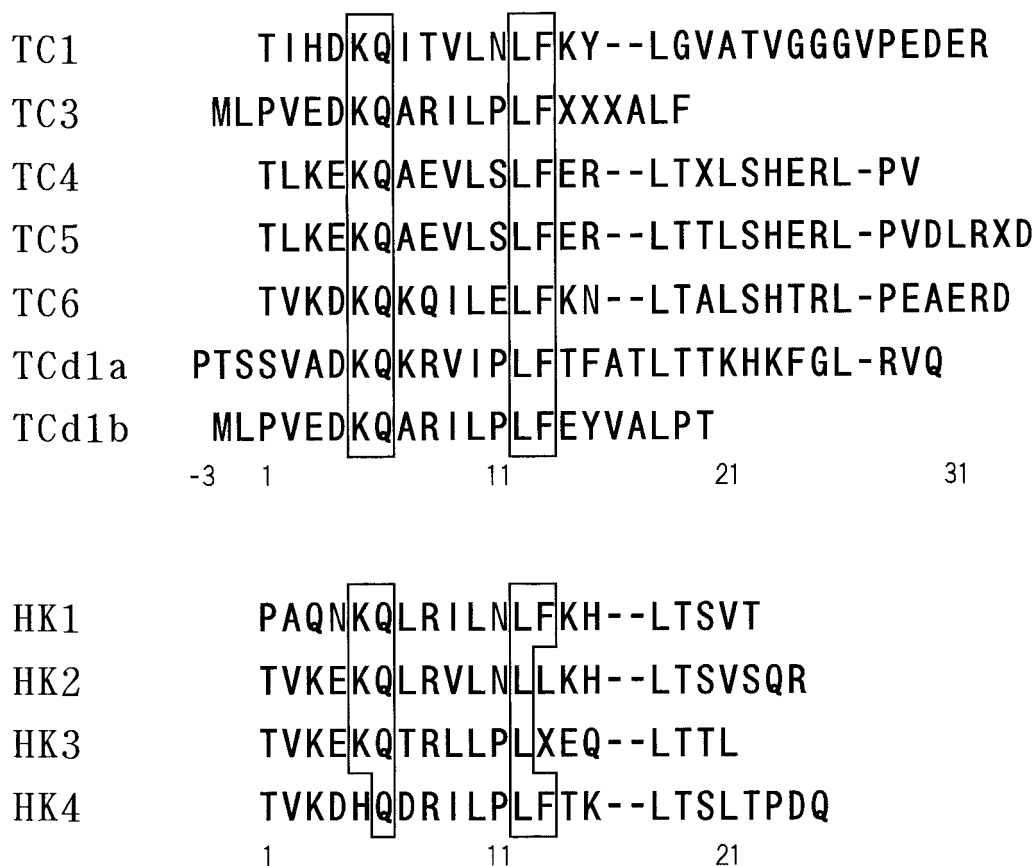 TC1 TIHDKQITVLNLFKY--LGVATVGGGVPEDER
TC3 MLPVEDKQARILPLFXXXALF
TC4 TLKEKQAEVLSLFER--LTXLSHERL-PV
TC5 TLKEKQAEVLSLFER--LTTLSHERL-PVDLRXD
TC6 TVKDKQKQILELFKN--LTALSHTRL-PEAERD
TCd1a PTSSVADKQKRVIPLFTFATLTTKHKFGL-RVQ
TCd1b MLPVEDKQARILPLFEYVALPT
-3 1 11 21 31
HK1 PAQNKQLRILNLFKH--LTSVT
HK2 TVKEKQLRVLNLLKH--LTSVSQR
HK3 TVKEKQTRLLPLXEQ--LTTL
HK4 TVKDHQDRILPLFTK--LTSLTPDQ
1 11 21